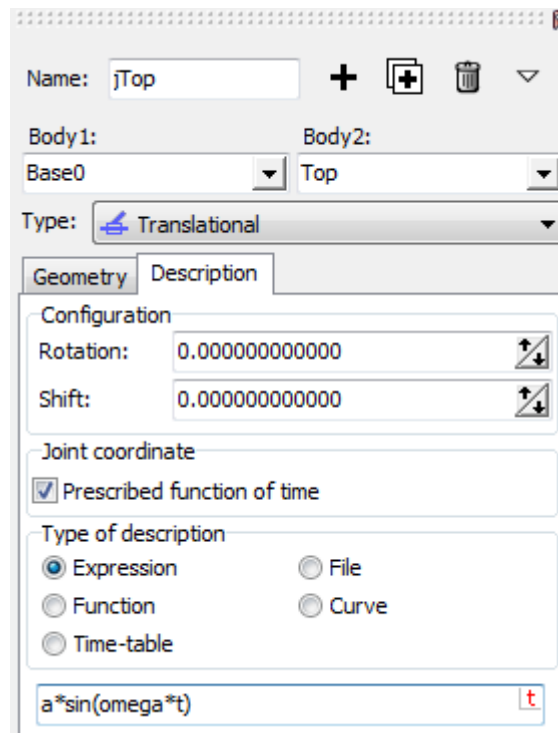 Name: jTop
Body1: Body2:
Base0 Top
Type: Translational
Geometry Description
Configuration
Rotation: 0.000000000000
Shift: 0.000000000000
Joint coordinate
Prescribed function of time
Type of description
Expression File
Function Curve
Time-table
a*sin(omega*t) t